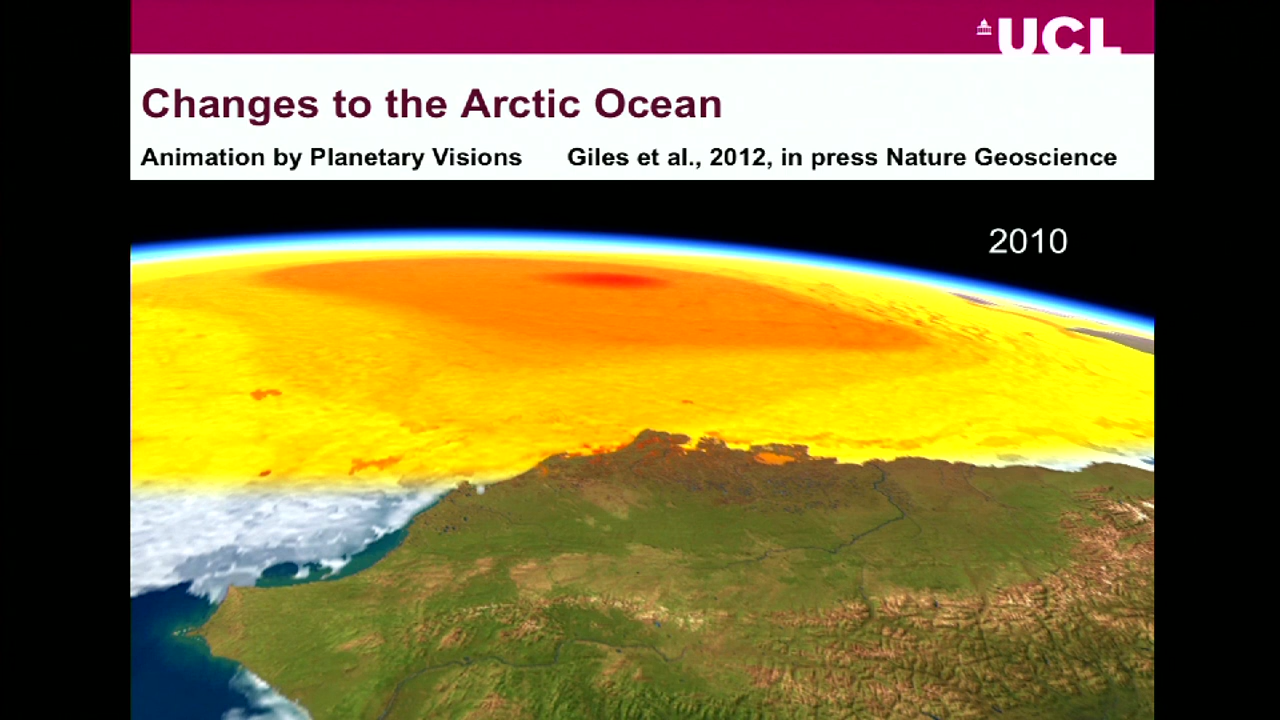 UCL
Changes to the Arctic Ocean
Animation by Planetary Visions Giles et al., 2012, in press Nature Geoscience
2010